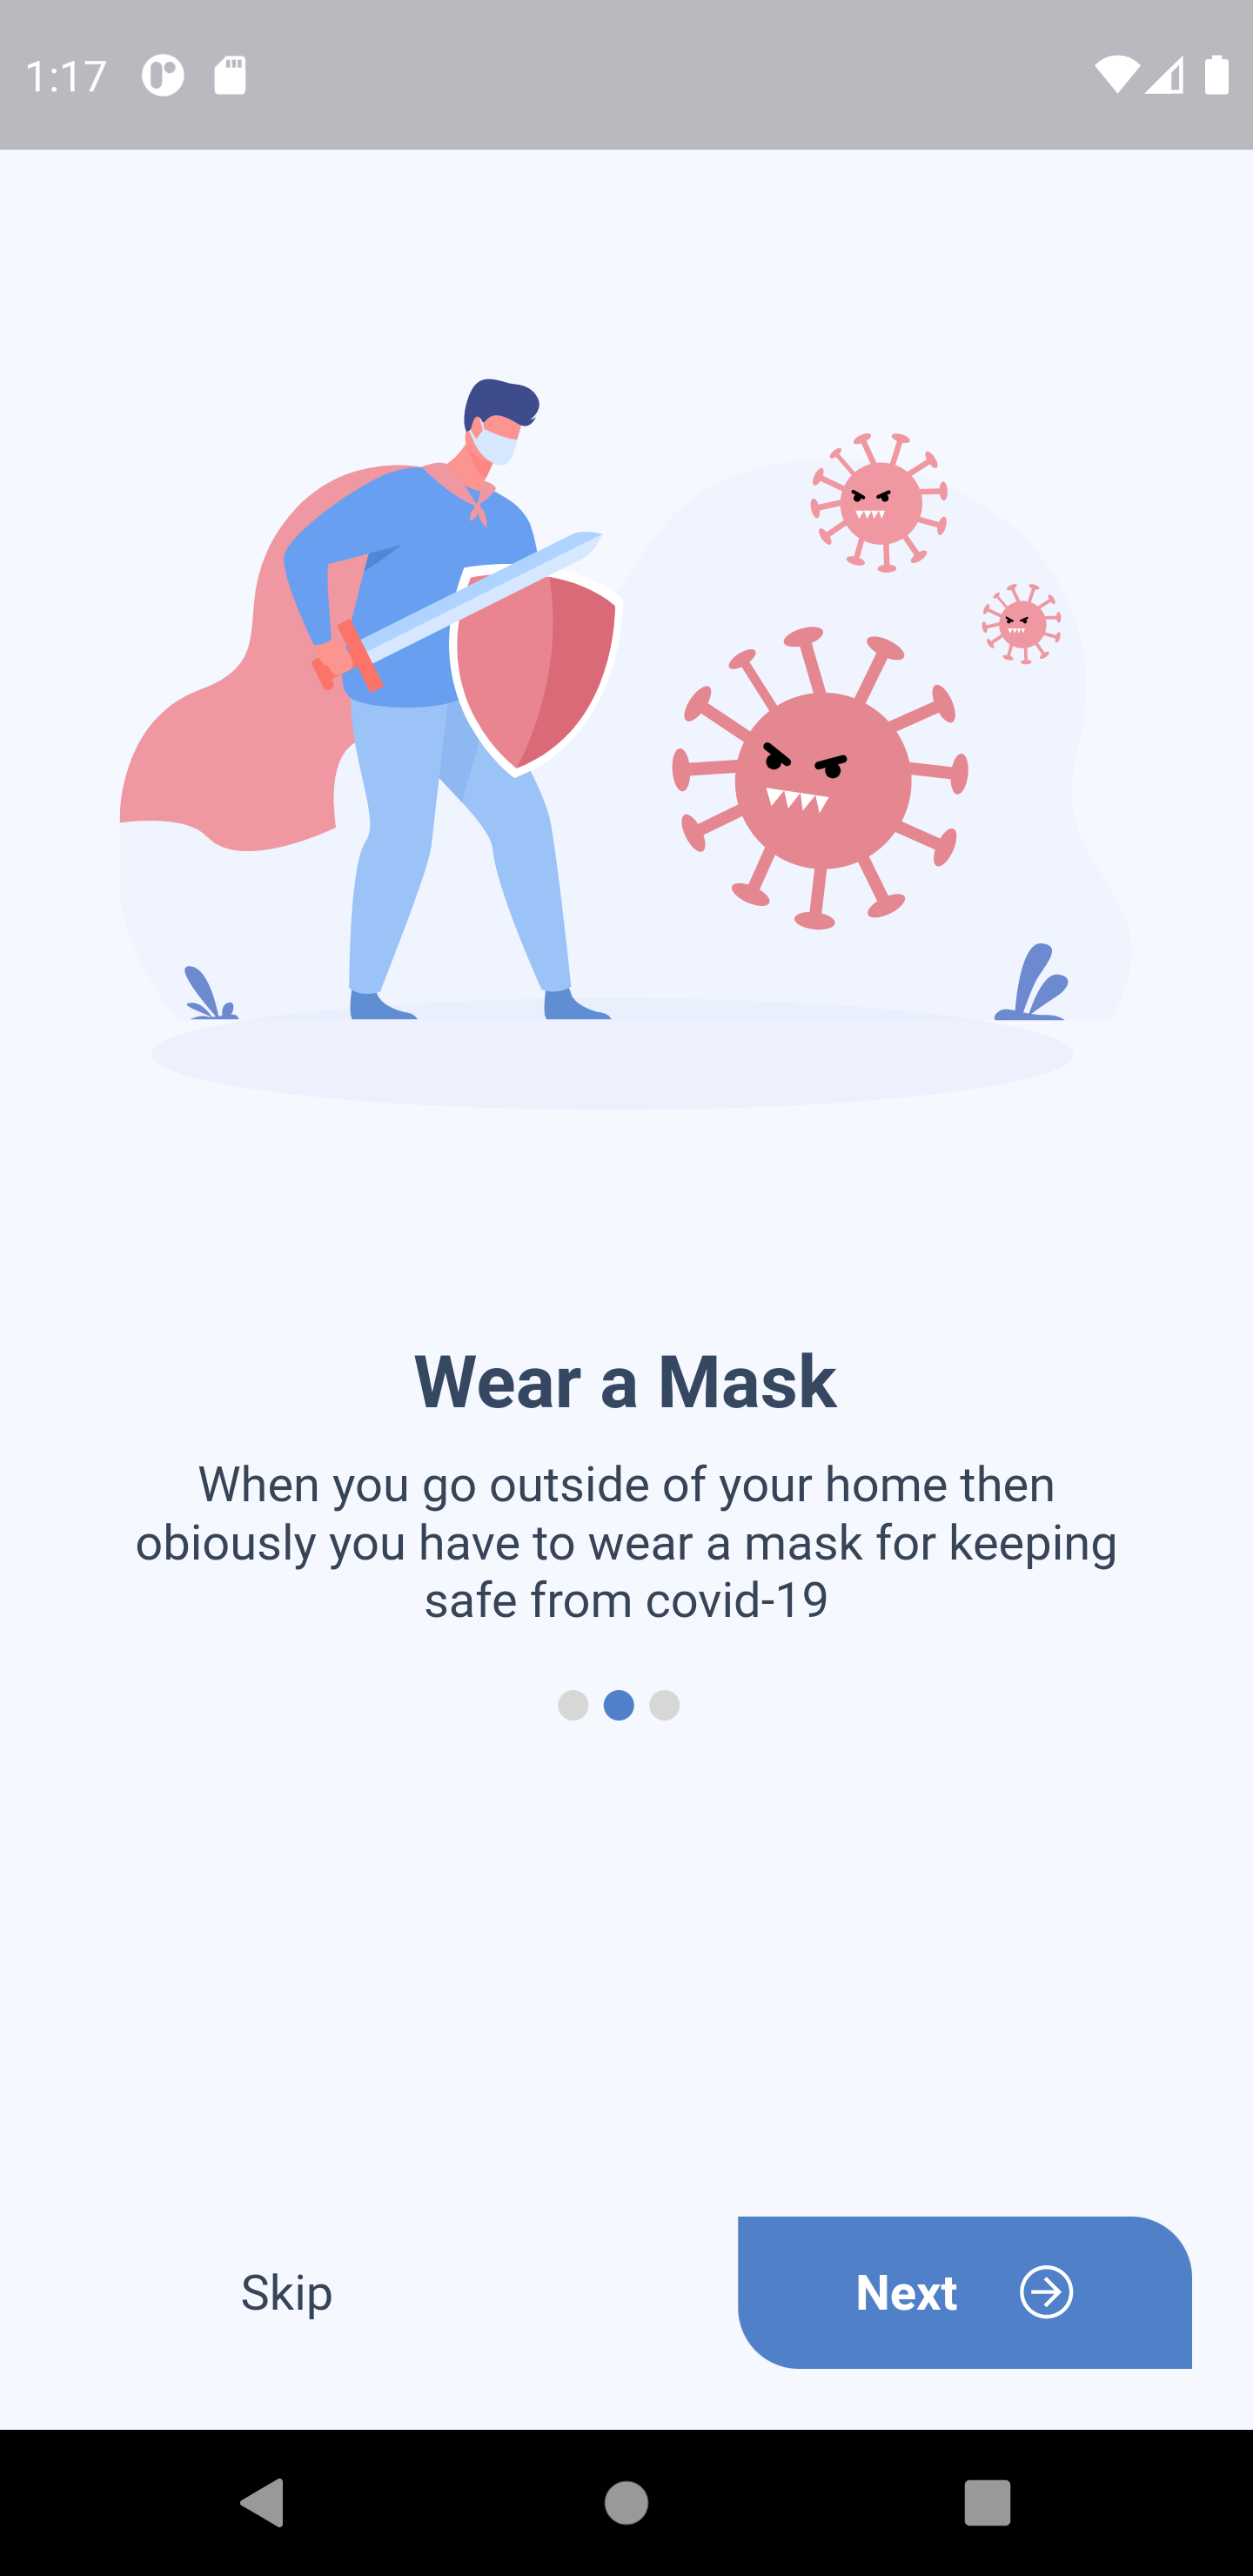 1:17
Wear a Mask
When you go outside of your home then
obiously you have to wear a mask for keeping
safe from covid-19
Skip
Next